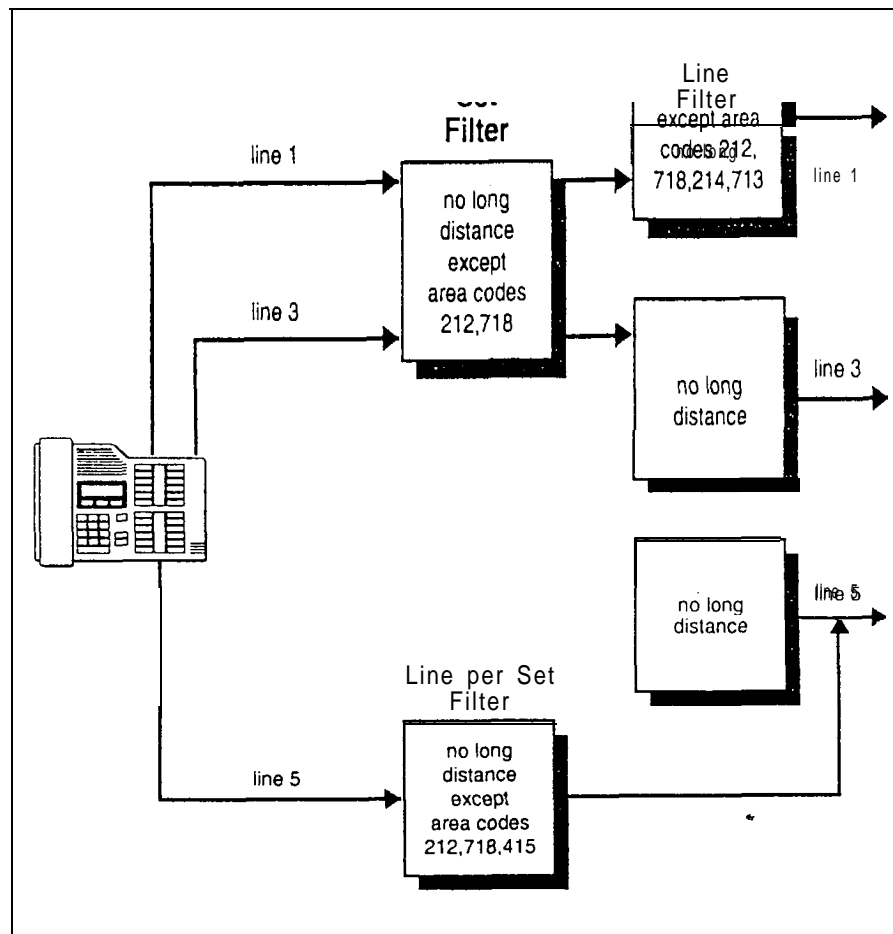 Line
Filter
Filter
except area
codes 212,
718,214,713
line 1
line 1
no long
distance
except
area codes
212,718
line 3
line 3
no long
distance
no long
distance
line 5
Line per Set
Filter
line 5
no long
distance
except
area codes
212,718,415